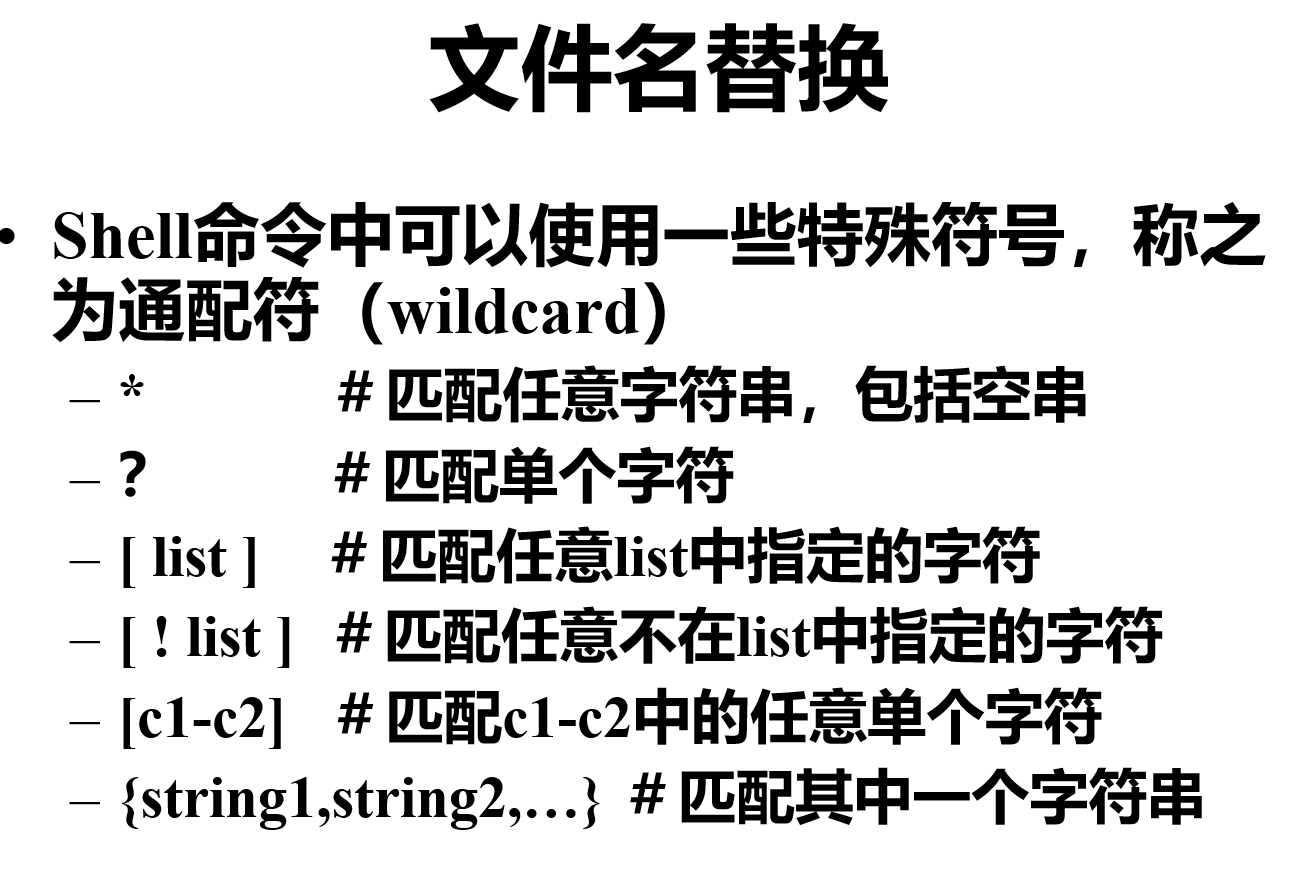 文件名替换
• Shell命令中可以使用一些特殊符号，称之
为通配符（wildcard）
– * ＃匹配任意字符串，包括空串
– ? ＃匹配单个字符
– [ list ] ＃匹配任意list中指定的字符
– [ ! list ] ＃匹配任意不在list中指定的字符
– [c1-c2] ＃匹配c1-c2中的任意单个字符
– {string1,string2,…} ＃匹配其中一个字符串